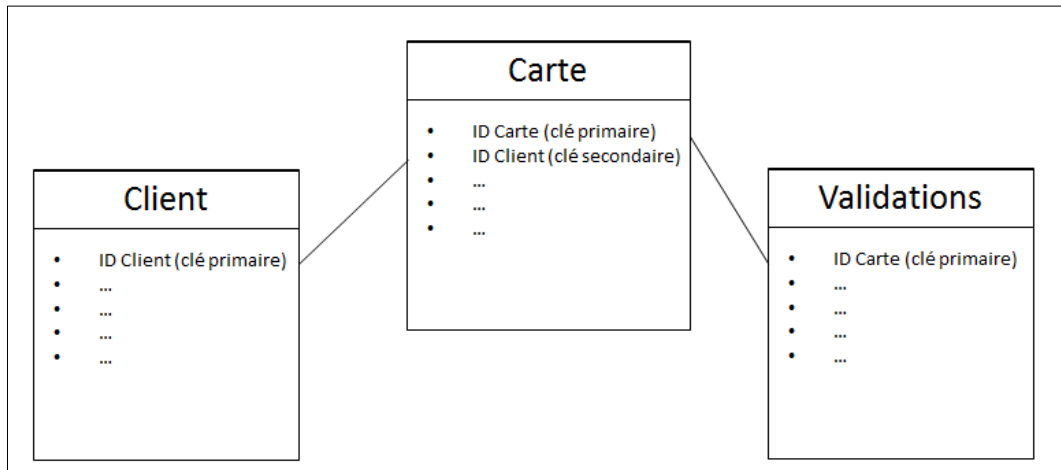 Client
• ID Client (clé primaire)
• ...
• ...
• ...
• ...
Carte
• ID Carte (clé primaire)
• ID Client (clé secondaire)
• ...
• ...
• ...
Validations
• ID Carte (clé primaire)
• ...
• ...
• ...
• ...